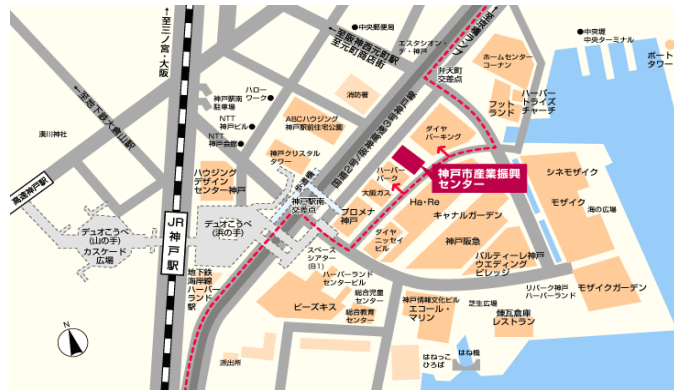 ←至三ノ宮・大阪
←至地下鉄大倉山駅
湊川神社
高速神戸駅
●中央郵便局
←至阪神西元町駅
至元町商店街
エスタシオン・
デ・神戸
←至京橋ランプ
弁天町
交差点
ホームセンター
コーナン
●中突堤
中央ターミナル
ポート
タワー
ハロー
ワーク●
神戸駅南●
駐車場
NTT
神戸ビル●
NTT
神戸会館●
消防署
ABCハウジング
神戸駅前住宅公園
神戸クリスタル
タワー
国道2号/阪神高速3号神戸線
フット
ランド
ハーバー
トライズ
チャーチ
ダイヤ
パーキング
ハーバー
パーク
大阪ガス
神戸市産業振興
センター
ハウジング
デザイン
センター神戸
歩道橋
神戸駅南
交差点
プロメナ
神戸
Ha・Re
キャナルガーデン
シネモザイク
モザイク
海の広場
デュオこうべ
(山の手)
カスケード
広場
JR神戸駅
デュオこうべ
(浜の手)
ダイヤ
ニッセイ
ビル
神戸阪急
スペース
シアター
(B1)
バルティーレ神戸
ウエディング
ビレッジ
地下鉄
海岸線
ハーバー
ランド
駅
ハーバーランド
センタービル
総合児童
センター
総合教育
センター
ビーズキス
神戸情報文化ビル
エコール・
マリン
芝生広場
リパーク神戸
ハーバーランド
モザイクガーデン
煉瓦倉庫
レストラン
N
派出所
はねっこ
ひろば
はね橋